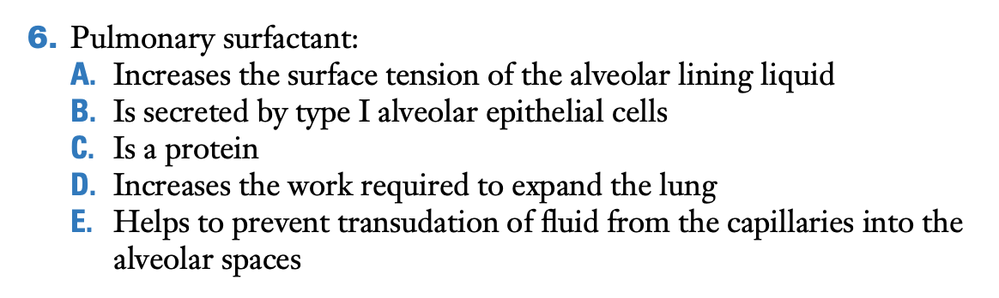 6. Pulmonary surfactant:
A. Increases the surface tension of the alveolar lining liquid
B. Is secreted by type I alveolar epithelial cells
C. Is a protein
D. Increases the work required to expand the lung
E. Helps to prevent transudation of fluid from the capillaries into the
alveolar spaces